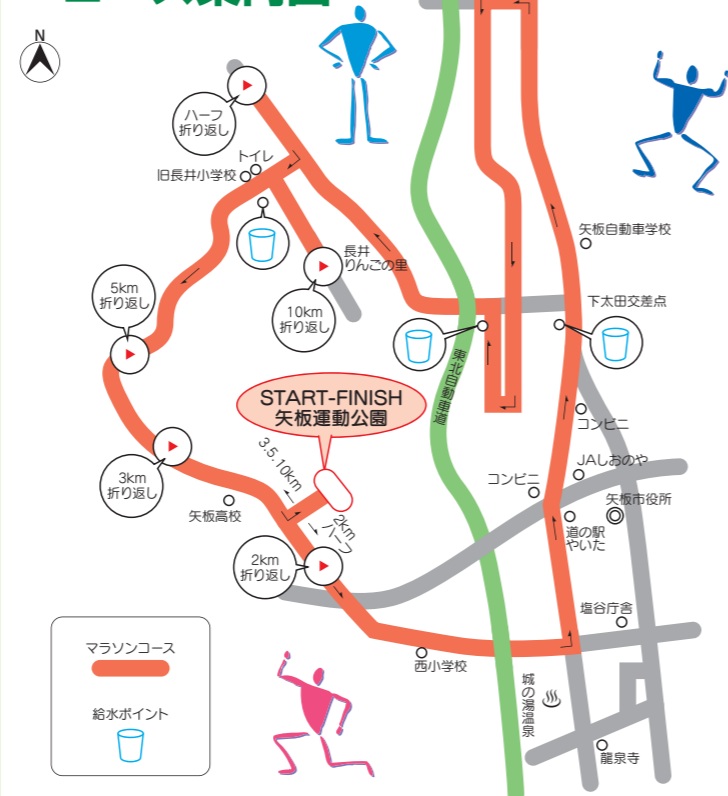 コース案内図
N
ハーフ
折り返し
トイレ
旧長井小学校
矢板自動車学校
長井
りんごの里
5km
折り返し
10km
折り返し
下太田交差点
東北自動車道
START-FINISH
矢板運動公園
コンビニ
3km
折り返し
3.5.10km
JAしおのや
コンビニ
矢板市役所
矢板高校
2km
ハーフ
道の駅
やいた
2km
折り返し
塩谷庁舎
マラソンコース
西小学校
給水ポイント
城の湯温泉
龍泉寺